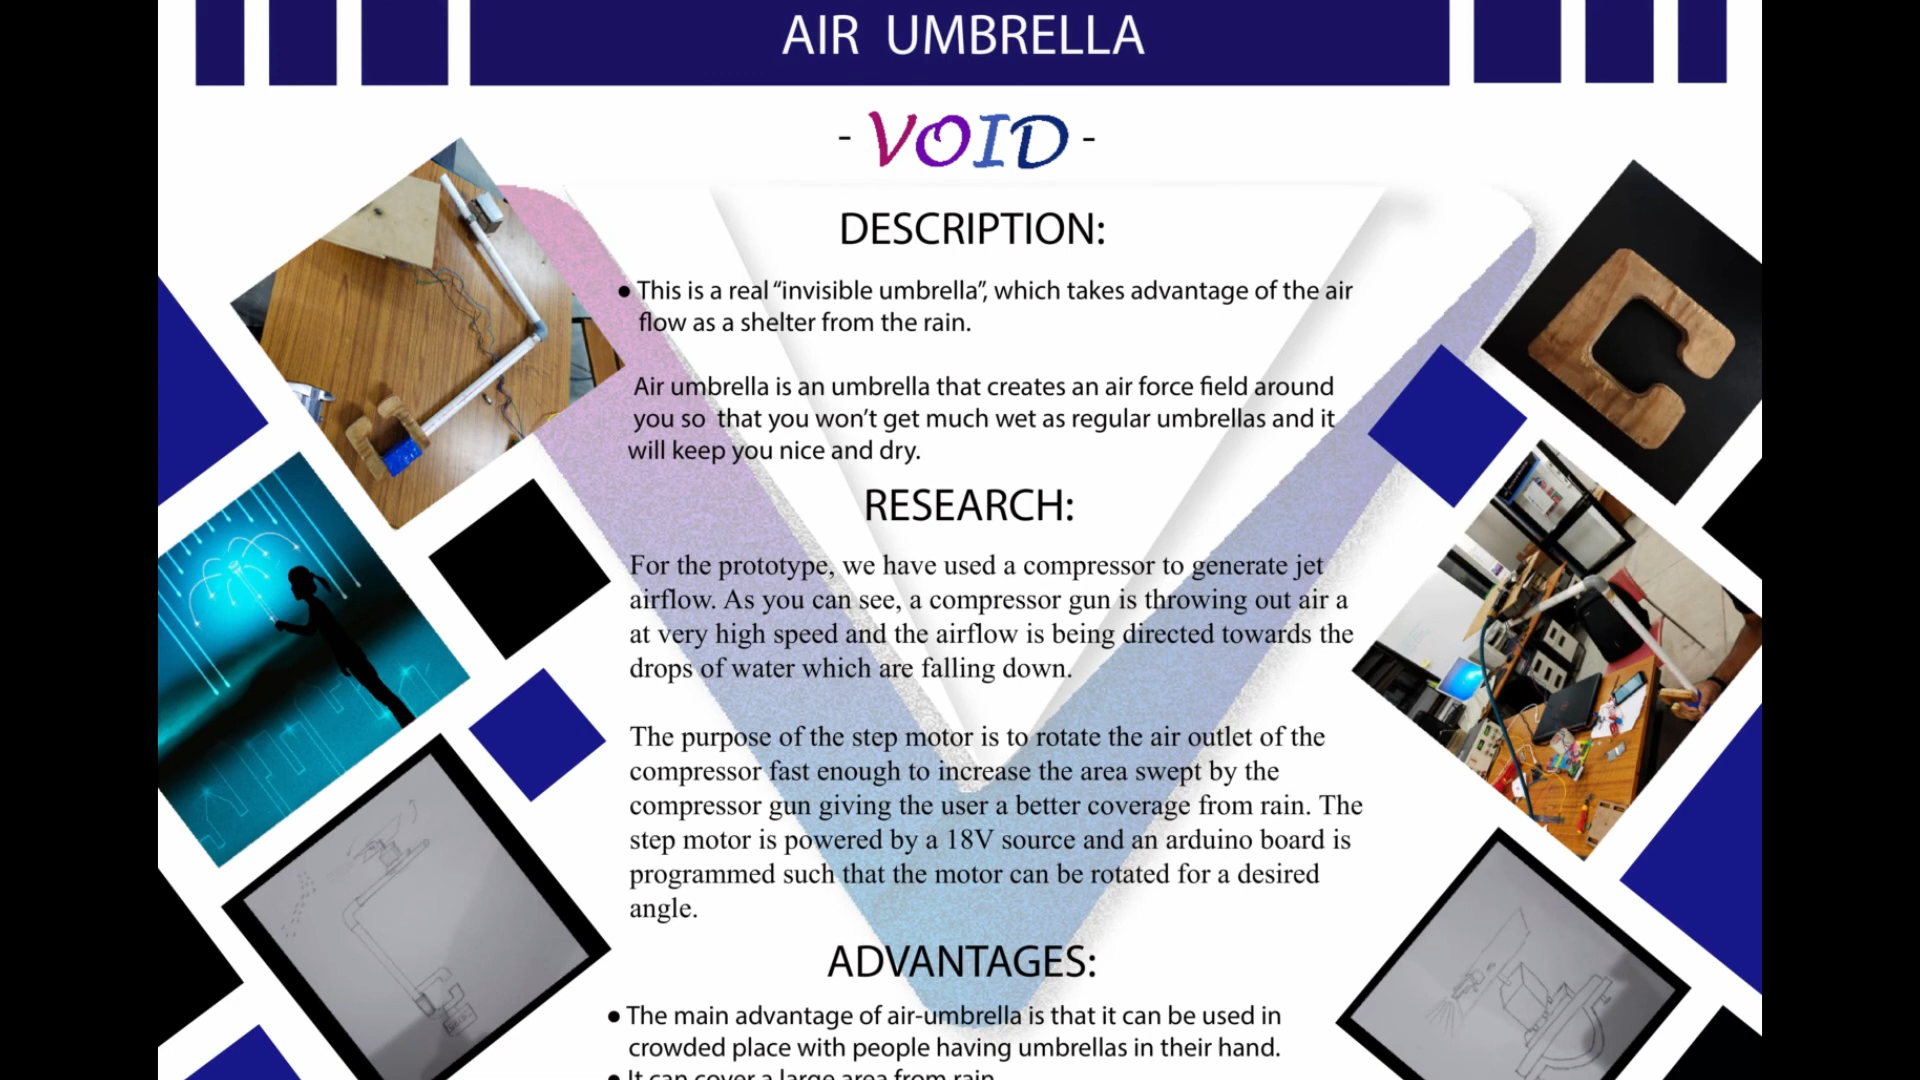 AIR UMBRELLA
- VOID -
DESCRIPTION:
● This is a real “invisible umbrella”, which takes advantage of the air
flow as a shelter from the rain.
Air umbrella is an umbrella that creates an air force field around
you so that you won’t get much wet as regular umbrellas and it
will keep you nice and dry.
RESEARCH:
For the prototype, we have used a compressor to generate jet
airflow. As you can see, a compressor gun is throwing out air a
at very high speed and the airflow is being directed towards the
drops of water which are falling down.
The purpose of the step motor is to rotate the air outlet of the
compressor fast enough to increase the area swept by the
compressor gun giving the user a better coverage from rain. The
step motor is powered by a 18V source and an arduino board is
programmed such that the motor can be rotated for a desired
angle.
ADVANTAGES:
● The main advantage of air-umbrella is that it can be used in
crowded place with people having umbrellas in their hand.
● It can cover a large area from rain.